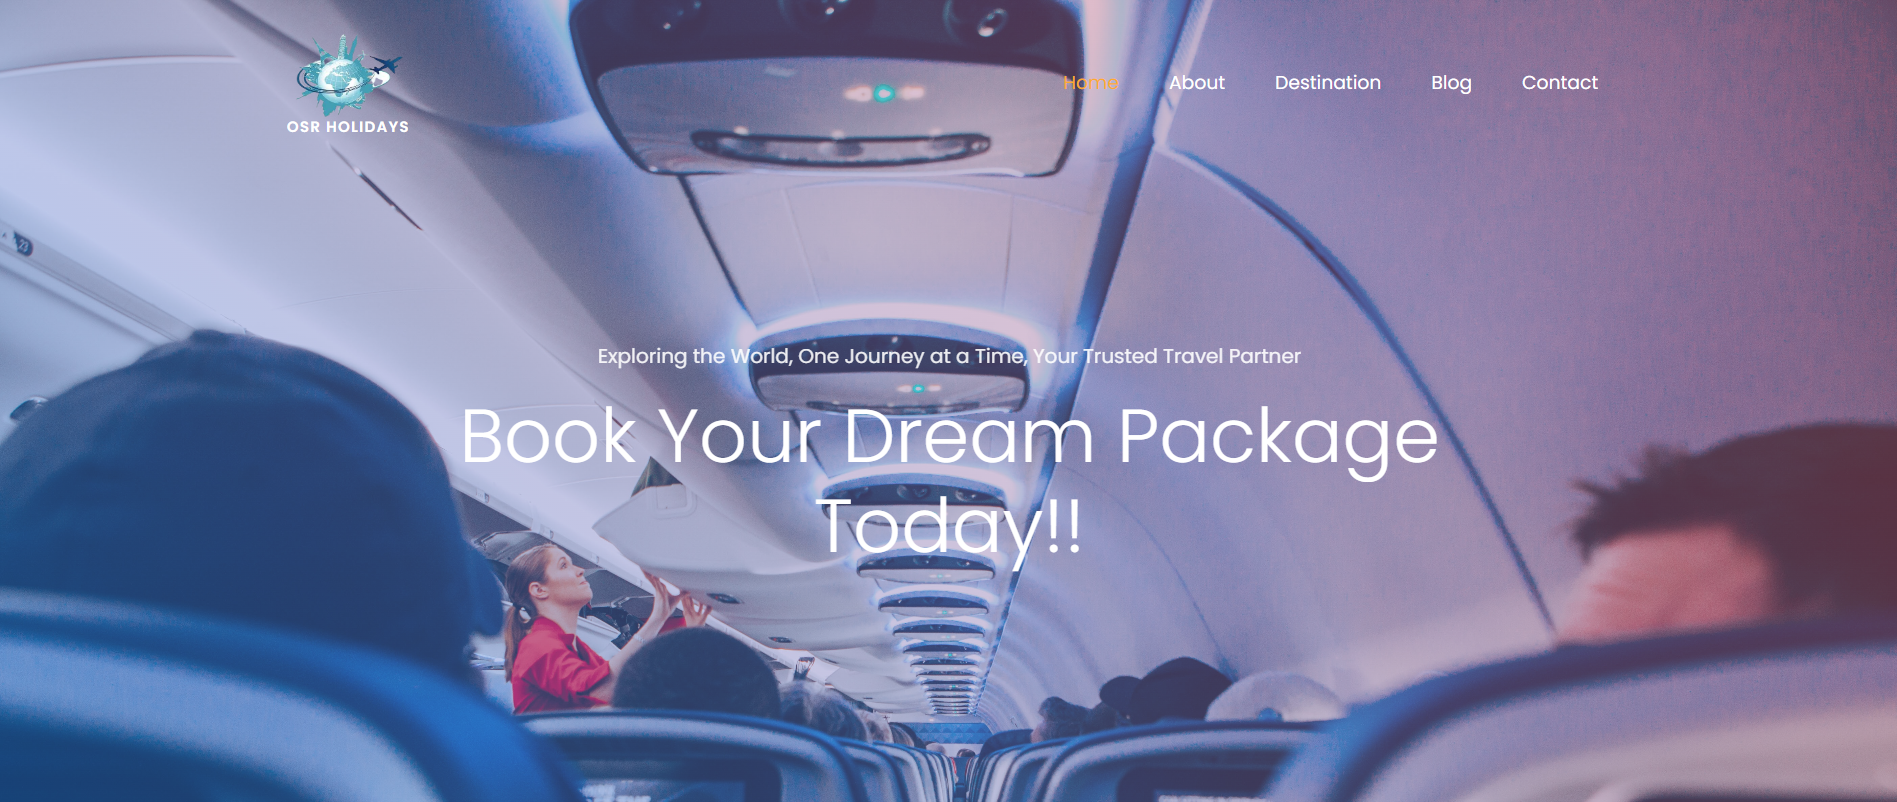 OSR HOLIDAYS
Home About Destination Blog Contact
23
Exploring the World, One Journey at a Time, Your Trusted Travel Partner
Book Your Dream Package
Today!!